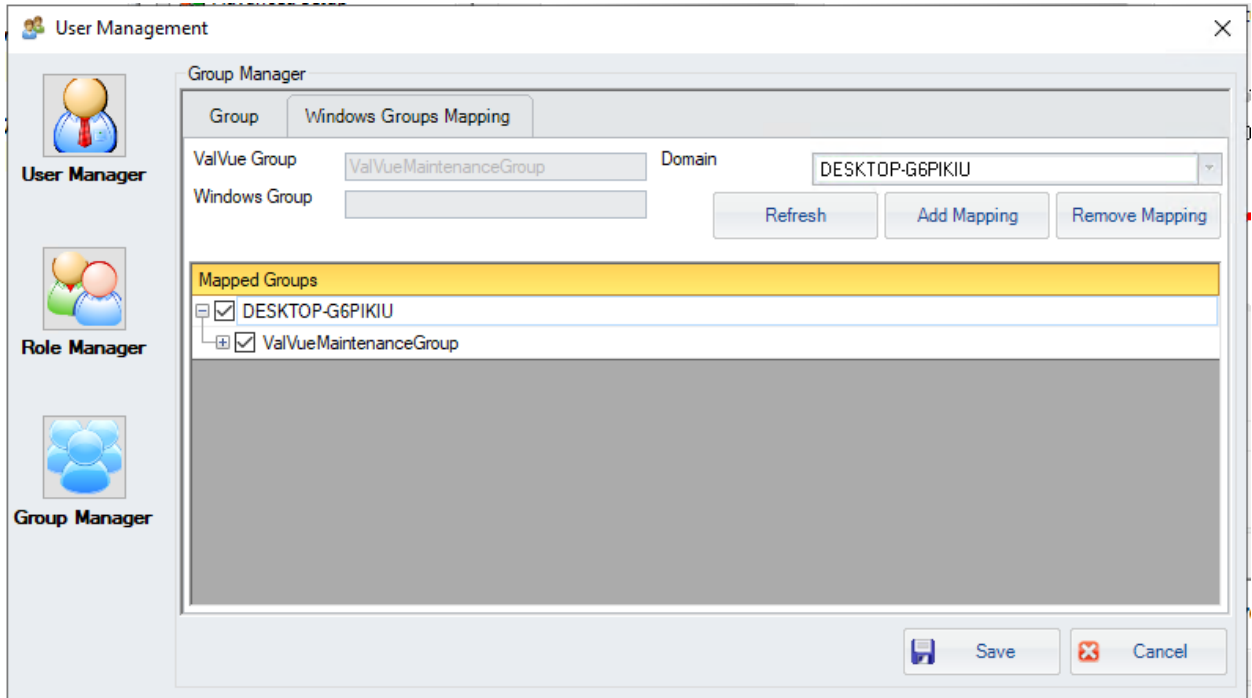 User Management
Group Manager
Group
Windows Groups Mapping
ValVue Group
ValVueMaintenanceGroup
Domain
DESKTOP-G6PIKIU
User Manager
Windows Group
Refresh
Add Mapping
Remove Mapping
Mapped Groups
DESKTOP-G6PIKIU
ValVueMaintenanceGroup
Role Manager
Group Manager
Save
Cancel